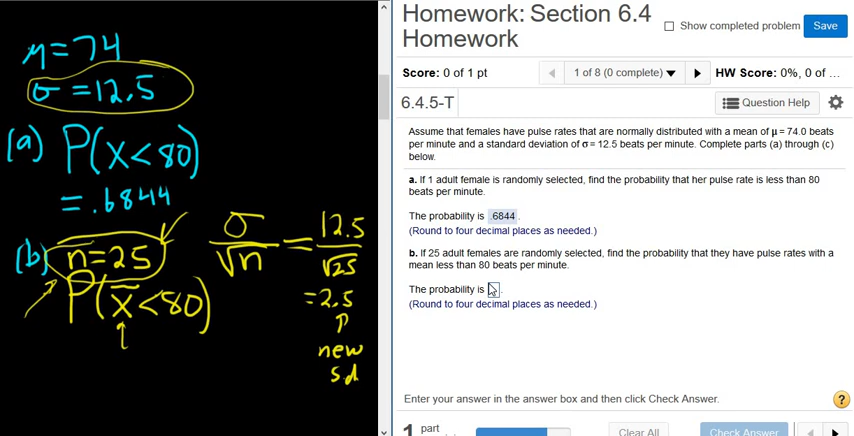 μ = 74
σ = 12.5
(a) P(x < 80)
= .6844
(b) n = 25
P(x̄ < 80)
σ/√n = 12.5/√25
= 2.5
↑
new
sd
Homework: Section 6.4
Homework
Show completed problem
Save
Score: 0 of 1 pt
1 of 8 (0 complete)
HW Score: 0%, 0 of ...
6.4.5-T
Question Help
Assume that females have pulse rates that are normally distributed with a mean of μ = 74.0 beats
per minute and a standard deviation of σ = 12.5 beats per minute. Complete parts (a) through (c)
below.
a. If 1 adult female is randomly selected, find the probability that her pulse rate is less than 80
beats per minute.
The probability is .6844 .
(Round to four decimal places as needed.)
b. If 25 adult females are randomly selected, find the probability that they have pulse rates with a
mean less than 80 beats per minute.
The probability is .
(Round to four decimal places as needed.)
Enter your answer in the answer box and then click Check Answer.
?
1 part
Clear All
Check Answer